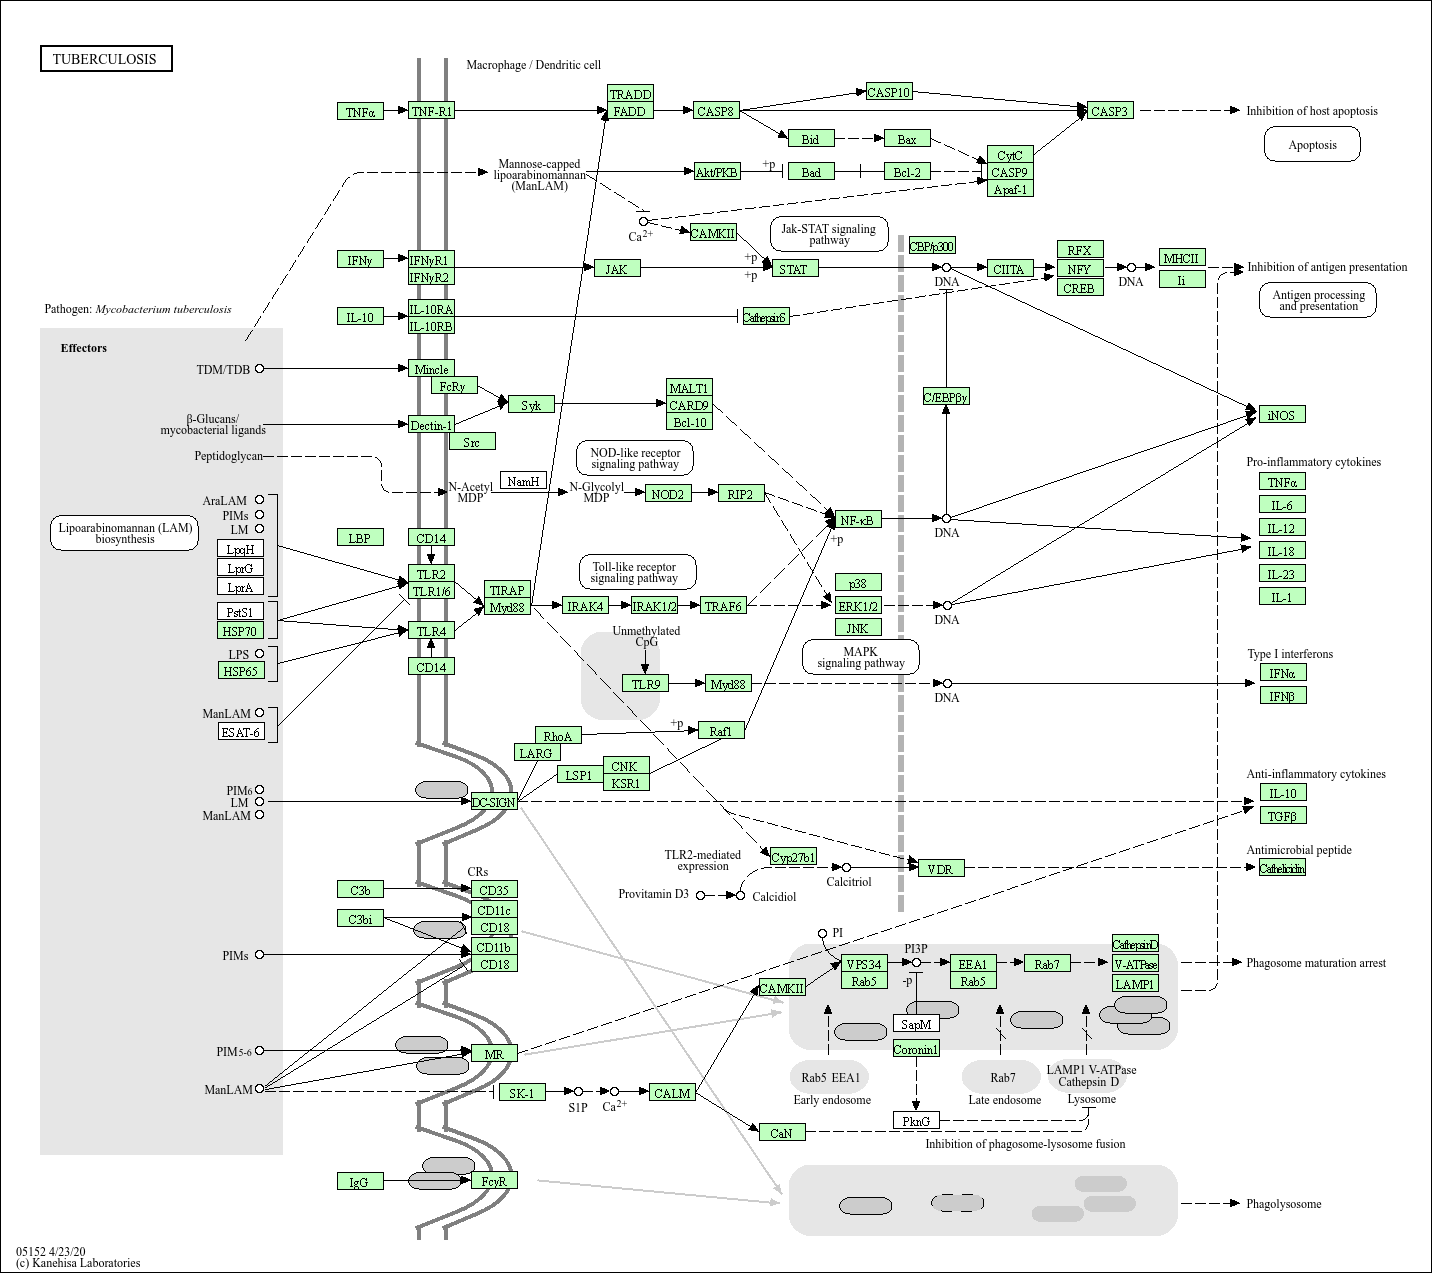 TUBERCULOSIS
Macrophage / Dendritic cell
TNFα
TNF-R1
TRADD
FADD
CASP8
CASP10
CASP3
Inhibition of host apoptosis
Bid
Bax
Apoptosis
CytC
CASP9
Apaf-1
Mannose-capped
lipoarabinomannan
(ManLAM)
Akt/PKB
+p
Bad
Bcl-2
Ca2+
CAMKII
Jak-STAT signaling
pathway
IFNγ
IFNγR1
IFNγR2
JAK
+p
+p
STAT
CBP/p300
DNA
CIITA
RFX
NFY
CREB
DNA
MHCII
Ii
Inhibition of antigen presentation
Antigen processing
and presentation
Pathogen: Mycobacterium tuberculosis
IL-10
IL-10RA
IL-10RB
CathepsinS
Effectors
TDM/TDB
Mincle
FcRγ
Syk
MALT1
CARD9
Bcl-10
C/EBPβγ
iNOS
β-Glucans/
mycobacterial ligands
Dectin-1
Src
Peptidoglycan
N-Acetyl
MDP
NamH
N-Glycolyl
MDP
NOD-like receptor
signaling pathway
NOD2
RIP2
NF-κB
+p
DNA
Pro-inflammatory cytokines
TNFα
IL-6
IL-12
IL-18
IL-23
IL-1
AraLAM
PIMs
LM
Lipoarabinomannan (LAM)
biosynthesis
LpqH
LprG
LprA
PstS1
HSP70
LPS
HSP65
ManLAM
ESAT-6
LBP
CD14
TLR2
TLR1/6
TLR4
CD14
TIRAP
Myd88
Toll-like receptor
signaling pathway
IRAK4
IRAK1/2
TRAF6
p38
ERK1/2
JNK
DNA
MAPK
signaling pathway
Unmethylated
CpG
TLR9
Myd88
DNA
Type I interferons
IFNα
IFNβ
RhoA
LARG
+p
Raf1
LSP1
CNK
KSR1
PIM6
LM
ManLAM
DC-SIGN
Anti-inflammatory cytokines
IL-10
TGFβ
TLR2-mediated
expression
Cyp27b1
Provitamin D3
Calcidiol
Calcitriol
VDR
Antimicrobial peptide
Cathelicidin
CRs
C3b
CD35
C3bi
CD11c
CD18
CD11b
CD18
PIMs
PI
VPS34
Rab5
PI3P
EEA1
Rab5
Rab7
CathepsinD
V-ATPase
LAMP1
Phagosome maturation arrest
CAMKII
-p
SapM
Coronin1
PIM5-6
MR
Rab5 EEA1
Early endosome
Rab7
Late endosome
LAMP1 V-ATPase
Cathepsin D
Lysosome
ManLAM
SK-1
S1P
Ca2+
CALM
CaN
PknG
Inhibition of phagosome-lysosome fusion
IgG
FcγR
Phagolysosome
05152 4/23/20
(c) Kanehisa Laboratories